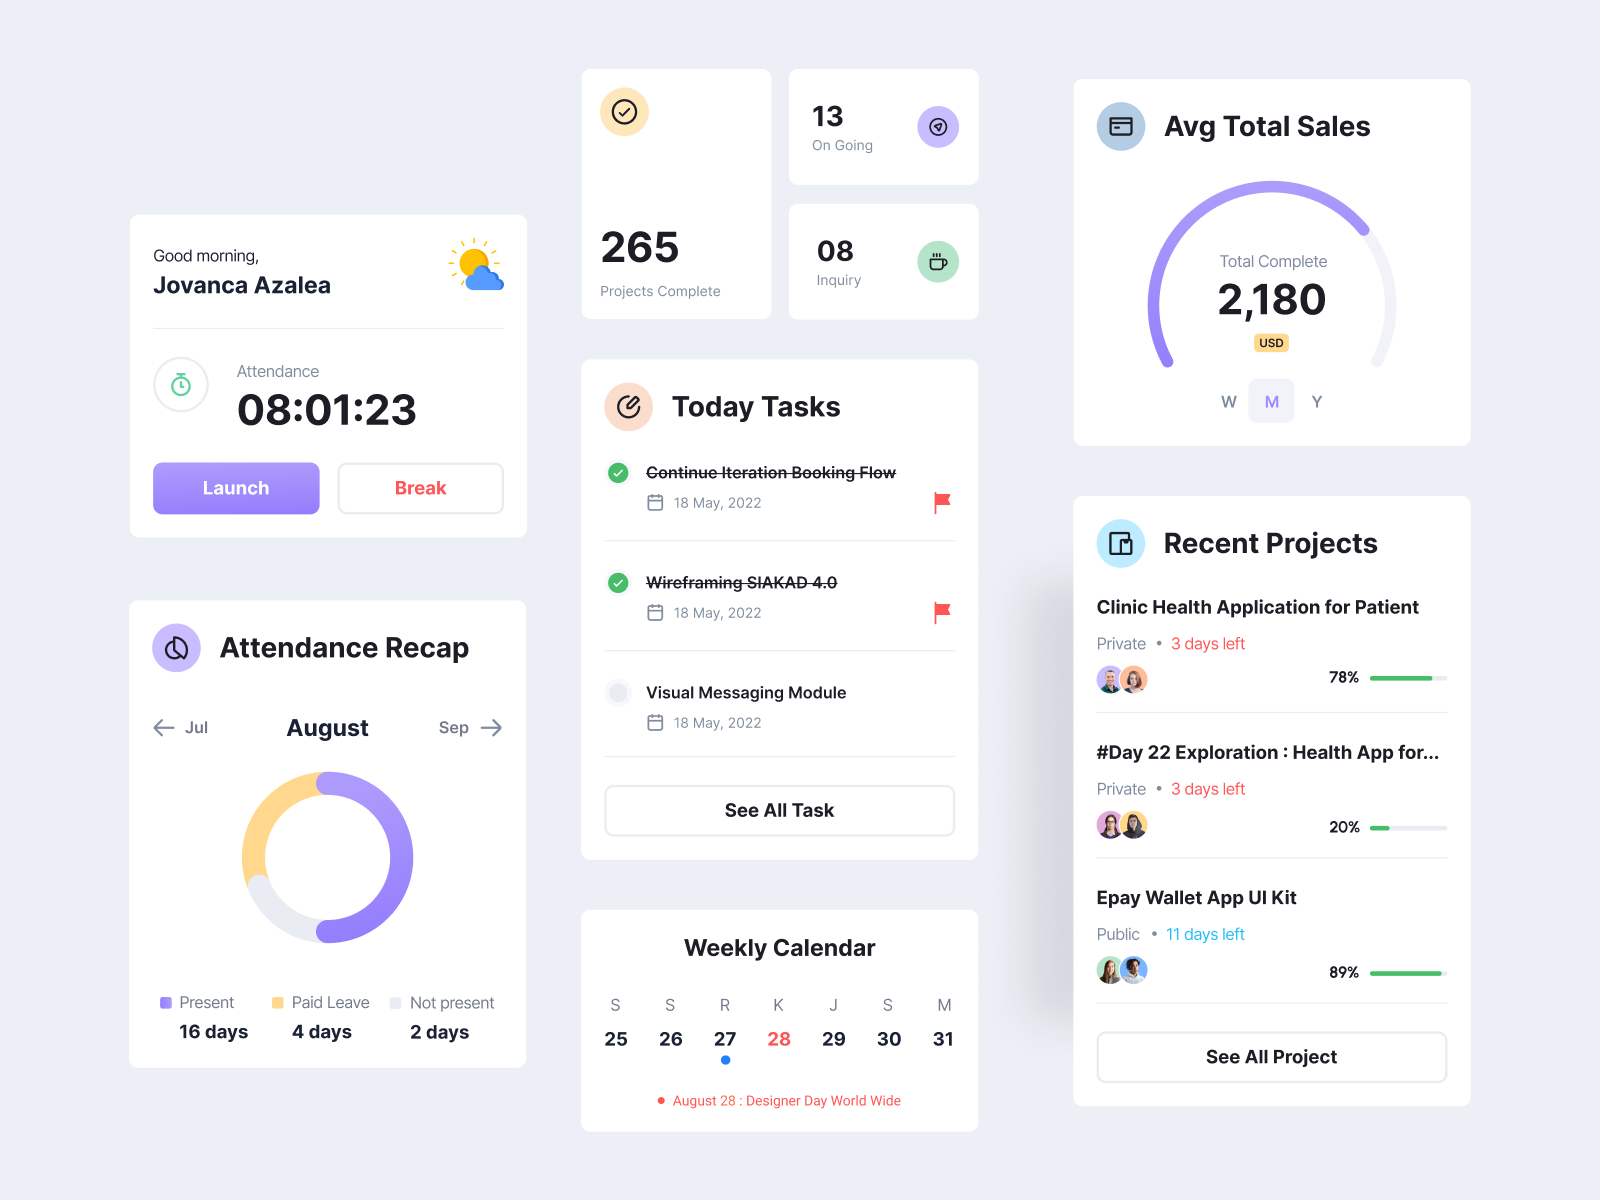 Good morning,
Jovanca Azalea
Attendance
08:01:23
Launch
Break
Attendance Recap
Jul
August
Sep
Present
16 days
Paid Leave
4 days
Not present
2 days
265
Projects Complete
13
On Going
08
Inquiry
Today Tasks
Continue Iteration Booking Flow
18 May, 2022
Wireframing SIAKAD 4.0
18 May, 2022
Visual Messaging Module
18 May, 2022
See All Task
Weekly Calendar
S S R K J S M
25 26 27 28 29 30 31
August 28 : Designer Day World Wide
Avg Total Sales
Total Complete
2,180
USD
W M Y
Recent Projects
Clinic Health Application for Patient
Private • 3 days left
78%
#Day 22 Exploration : Health App for...
Private • 3 days left
20%
Epay Wallet App UI Kit
Public • 11 days left
89%
See All Project